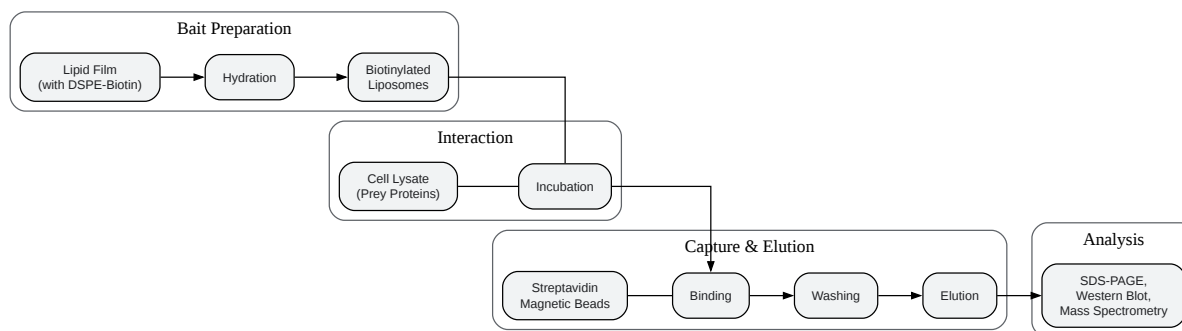 Bait Preparation
Lipid Film
(with DSPE-Biotin)
Hydration
Biotinylated
Liposomes
Interaction
Cell Lysate
(Prey Proteins)
Incubation
Capture & Elution
Streptavidin
Magnetic Beads
Binding
Washing
Elution
Analysis
SDS-PAGE,
Western Blot,
Mass Spectrometry